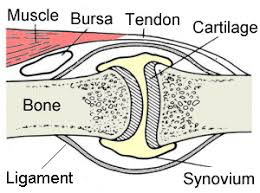 Muscle Bursa Tendon Cartilage
Bone
Ligament Synovium